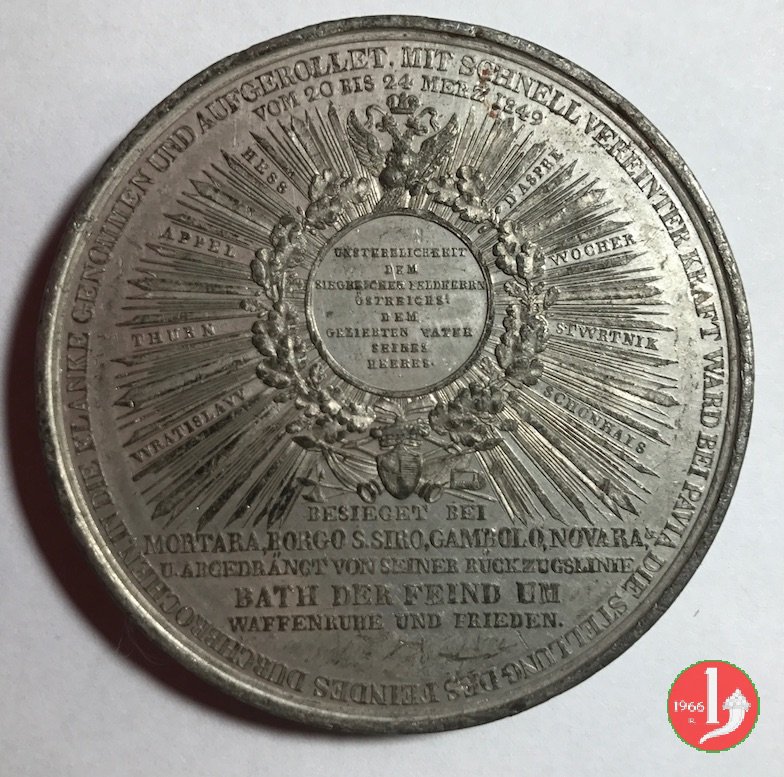 MIT SCHNELL VEREINTER KRAFT WARD BEI PAVIA DIE STELLUNG DES FEINDES DURCHBROCHEN, IN DIE FLANKE GENOMMEN UND AUFGEROLLET.
VOM 20 BIS 24 MERZ 1849
HESS
D'ASPRE
APPEL
WOCHER
THURN
STWRTNIK
WRATISLAW
SCHÖNHALS
UNSTERBLICHKEIT
DEM
SIEGREICHEN FELDHERRN
ÖSTREICHS!
DEM
GELIEBTEN VATER
SEINES
HEERES.
BESIEGET BEI
MORTARA, BORGO S. SIRO, GAMBOLO, NOVARA &
U. ABGEDRÄNGT VON SEINER RÜCKZUGSLINIE
BATH DER FEIND UM
WAFFENRUHE UND FRIEDEN.
1966
R.